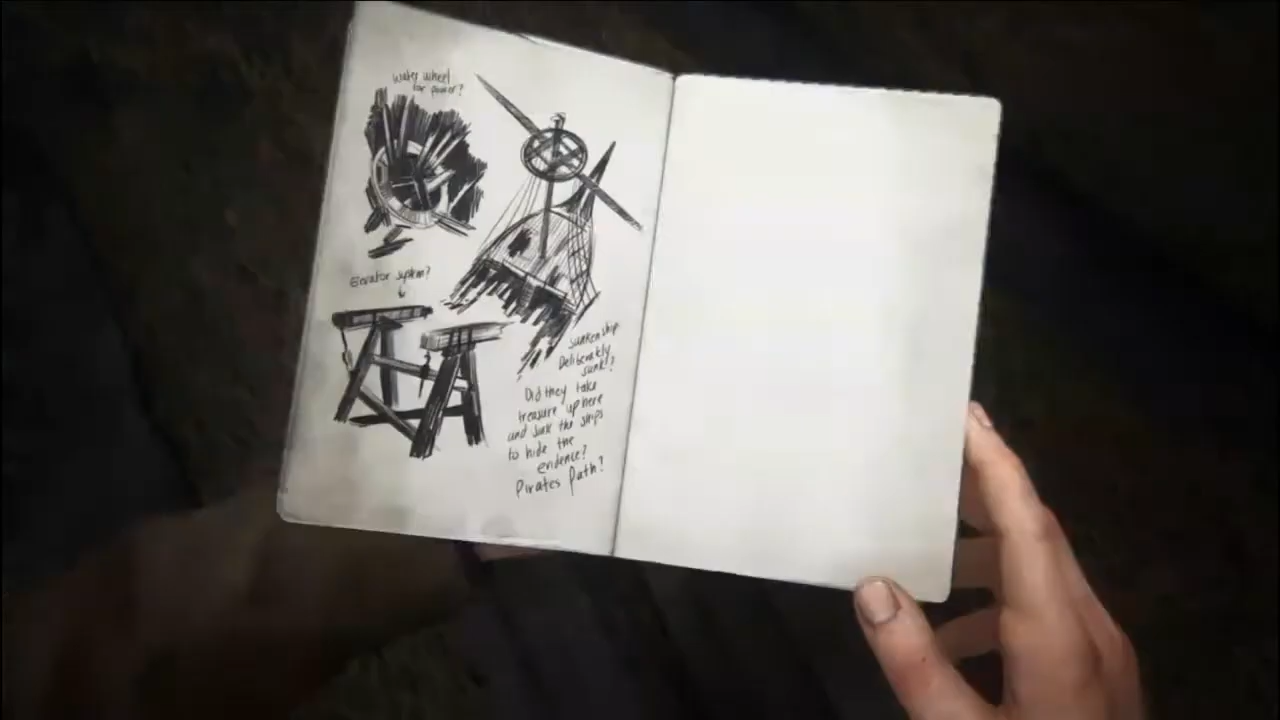 Water wheel
for power?
Elevator system?
Sunken ship
Deliberately
sunk!?
Did they take
treasure up here
and sunk the ships
to hide the
evidence?
Pirates Path?